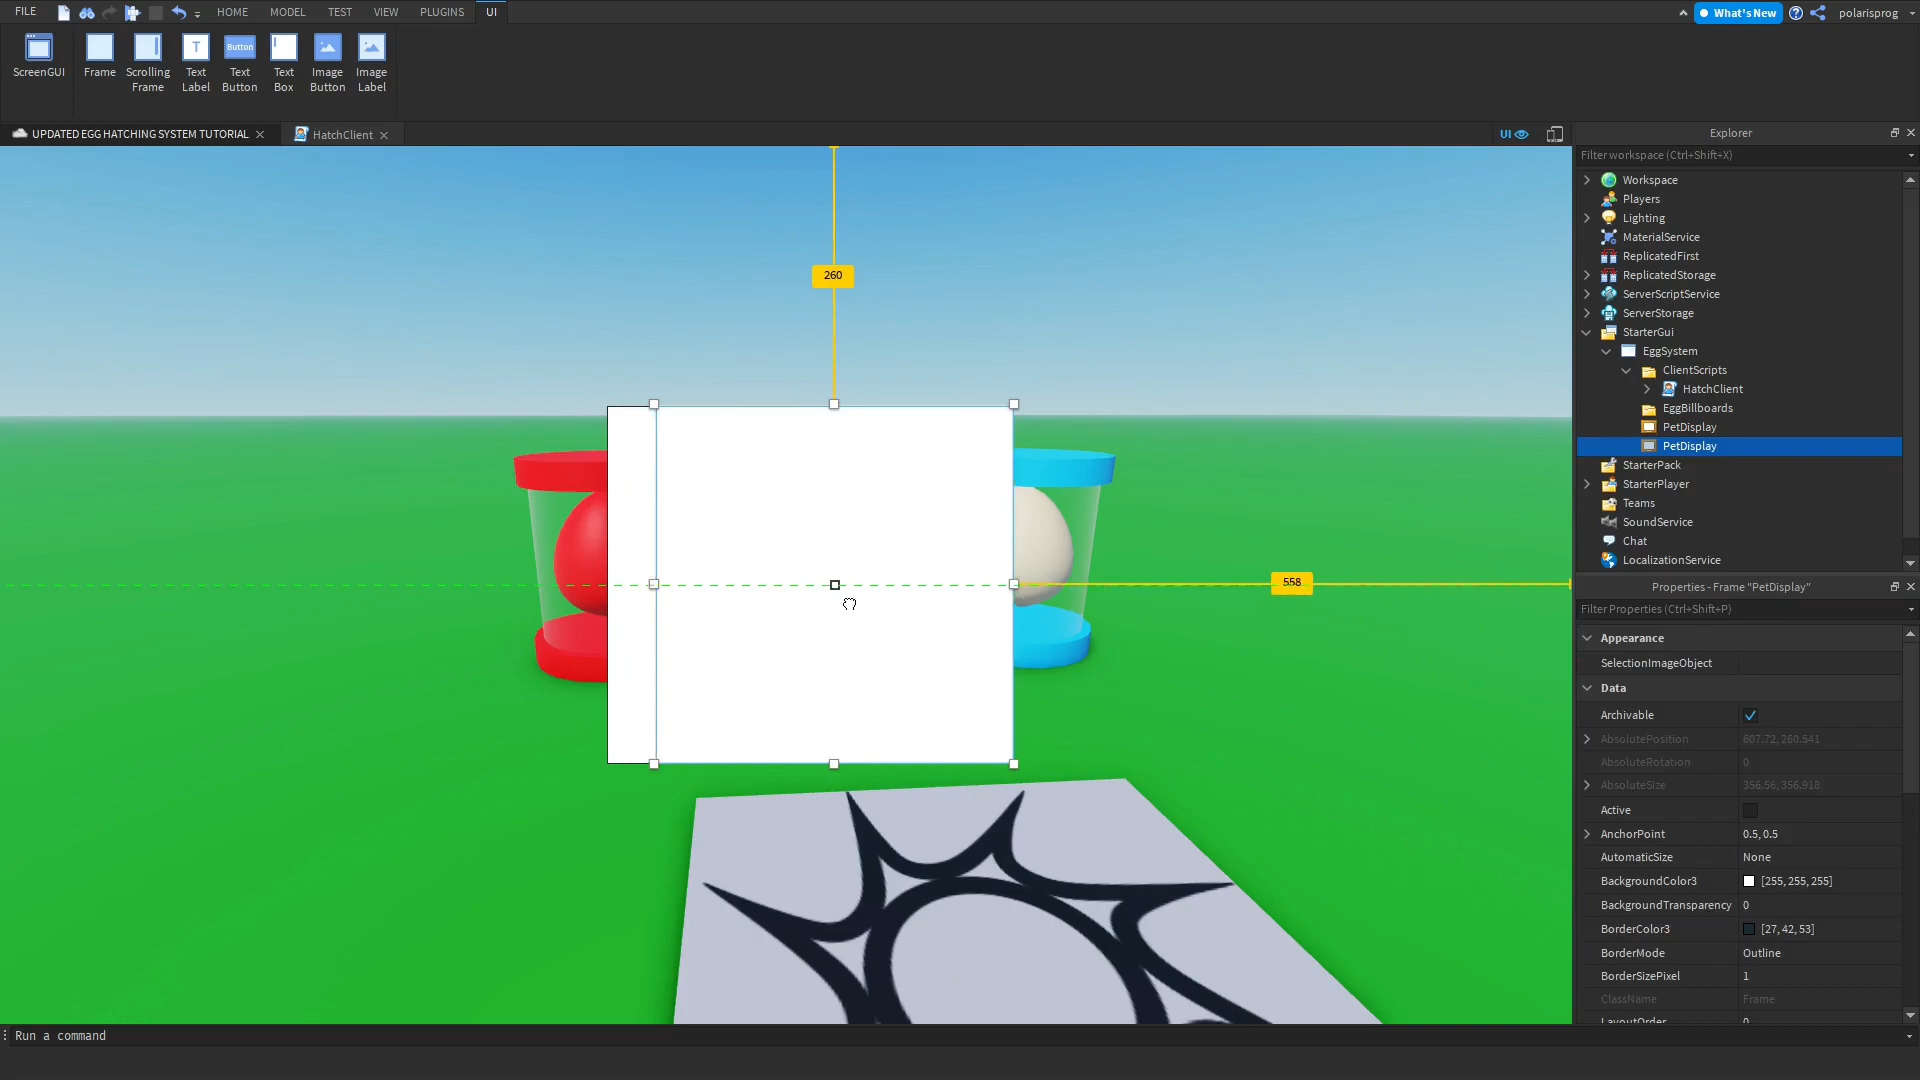 FILE
HOME
MODEL
TEST
VIEW
PLUGINS
UI
What's New
polarisprog
ScreenGUI
Frame
Scrolling
Frame
Text
Label
Button
Text
Button
Text
Box
Image
Button
Image
Label
UPDATED EGG HATCHING SYSTEM TUTORIAL
HatchClient
UI
Explorer
Filter workspace (Ctrl+Shift+X)
Workspace
Players
Lighting
MaterialService
ReplicatedFirst
ReplicatedStorage
ServerScriptService
ServerStorage
StarterGui
EggSystem
ClientScripts
HatchClient
EggBillboards
PetDisplay
PetDisplay
StarterPack
StarterPlayer
Teams
SoundService
Chat
LocalizationService
260
558
Properties - Frame "PetDisplay"
Filter Properties (Ctrl+Shift+P)
Appearance
SelectionImageObject
Data
Archivable
AbsolutePosition 607.72, 260.541
AbsoluteRotation 0
AbsoluteSize 356.56, 356.918
Active
AnchorPoint 0.5, 0.5
AutomaticSize None
BackgroundColor3 [255, 255, 255]
BackgroundTransparency 0
BorderColor3 [27, 42, 53]
BorderMode Outline
BorderSizePixel 1
ClassName Frame
LayoutOrder 0
Run a command